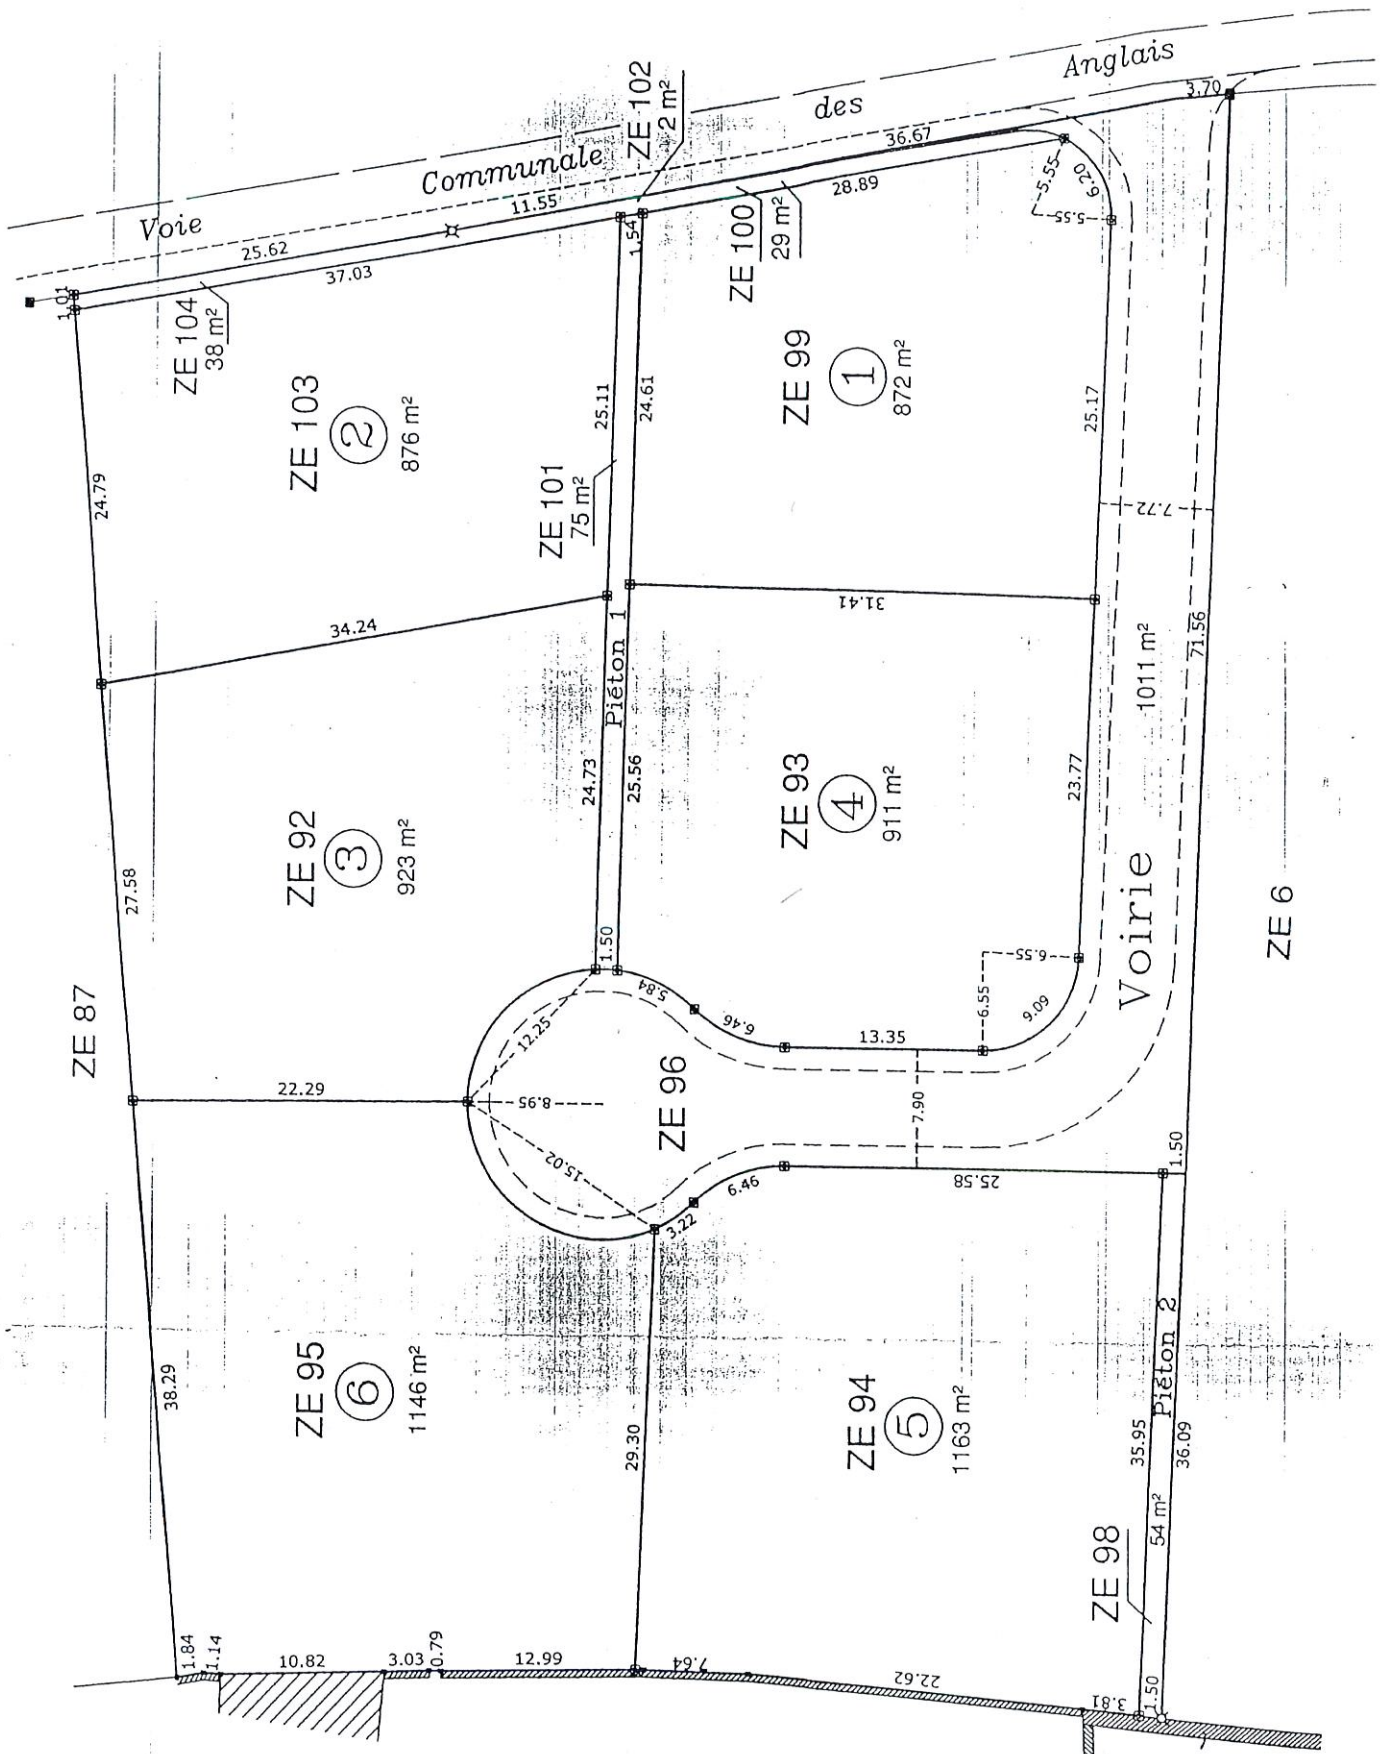 Voie
Communale
des
Anglais
3.70
25.62
11.55
36.67
37.03
28.89
1.01
1.54
ZE 102
2 m²
ZE 104
38 m²
ZE 100
29 m²
5.55
6.20
5.55
ZE 103
2
876 m²
24.79
25.11
24.61
ZE 101
75 m²
ZE 99
1
872 m²
25.17
7.72
34.24
Piéton 1
31.41
1011 m²
71.56
ZE 87
27.58
ZE 92
3
923 m²
24.73
25.56
1.50
ZE 93
4
911 m²
23.77
Voirie
ZE 6
22.29
12.25
8.95
15.02
5.84
6.46
ZE 96
13.35
6.55
6.55
9.09
7.90
3.22
6.46
25.58
1.50
38.29
ZE 95
6
1146 m²
29.30
ZE 94
5
1163 m²
35.95
Piéton 2
36.09
ZE 98
54 m²
1.84
1.14
10.82
3.03
0.79
12.99
7.64
22.62
3.81
1.50